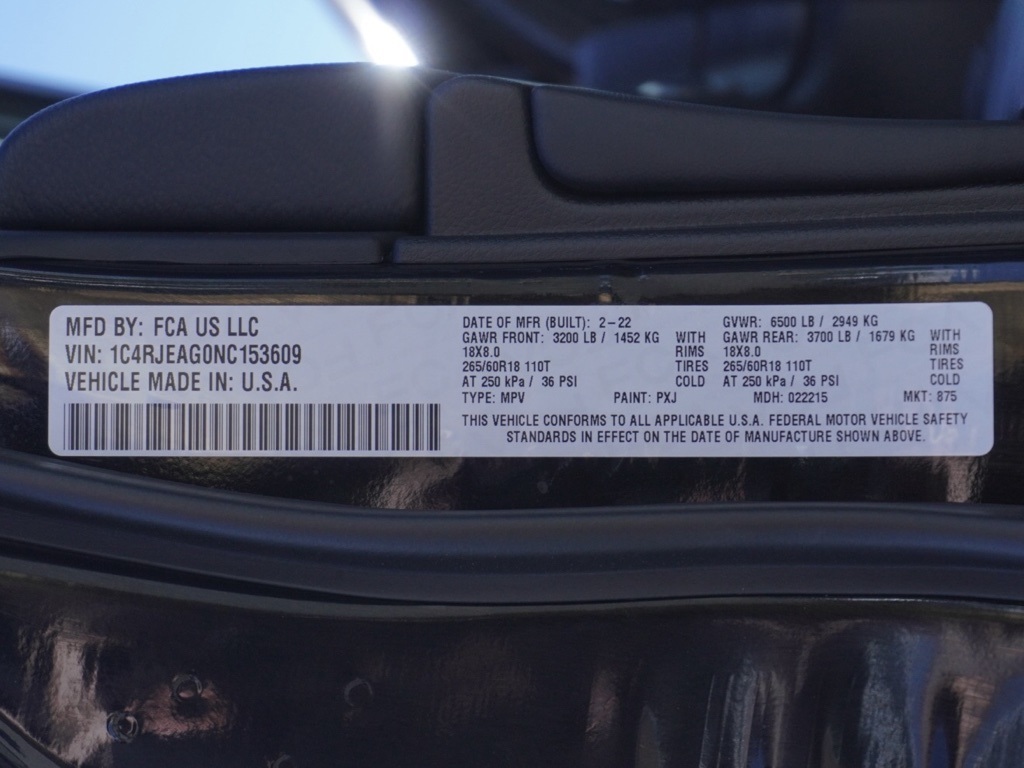 MFD BY: FCA US LLC
VIN: 1C4RJEAG0NC153609
VEHICLE MADE IN: U.S.A.
DATE OF MFR (BUILT): 2-22
GAWR FRONT: 3200 LB / 1452 KG WITH
18X8.0 RIMS
265/60R18 110T TIRES
AT 250 kPa / 36 PSI COLD
TYPE: MPV PAINT: PXJ
GVWR: 6500 LB / 2949 KG
GAWR REAR: 3700 LB / 1679 KG WITH
18X8.0 RIMS
265/60R18 110T TIRES
AT 250 kPa / 36 PSI COLD
MDH: 022215 MKT: 875
THIS VEHICLE CONFORMS TO ALL APPLICABLE U.S.A. FEDERAL MOTOR VEHICLE SAFETY
STANDARDS IN EFFECT ON THE DATE OF MANUFACTURE SHOWN ABOVE.